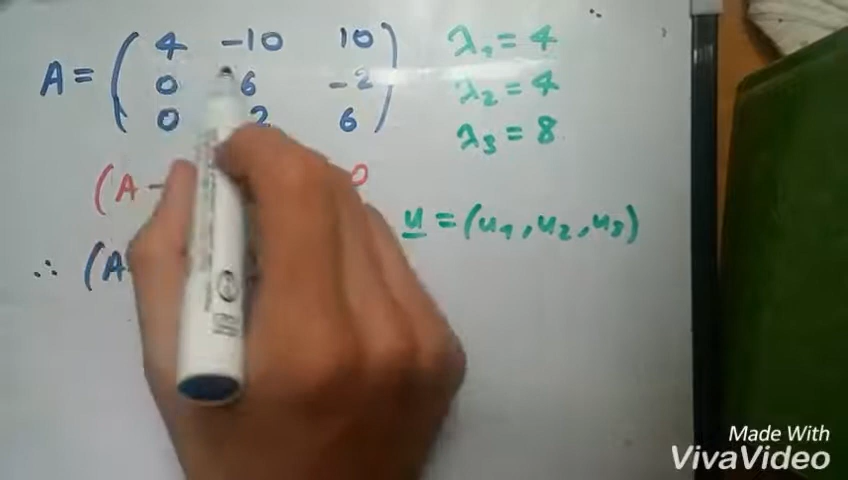 A = ( 4 -10 10
0 6 -2
0 2 6 )
λ₁ = 4
λ₂ = 4
λ₃ = 8
(A - 0
u = (u₁, u₂, u₃)
∴ (A
Made With
VivaVideo